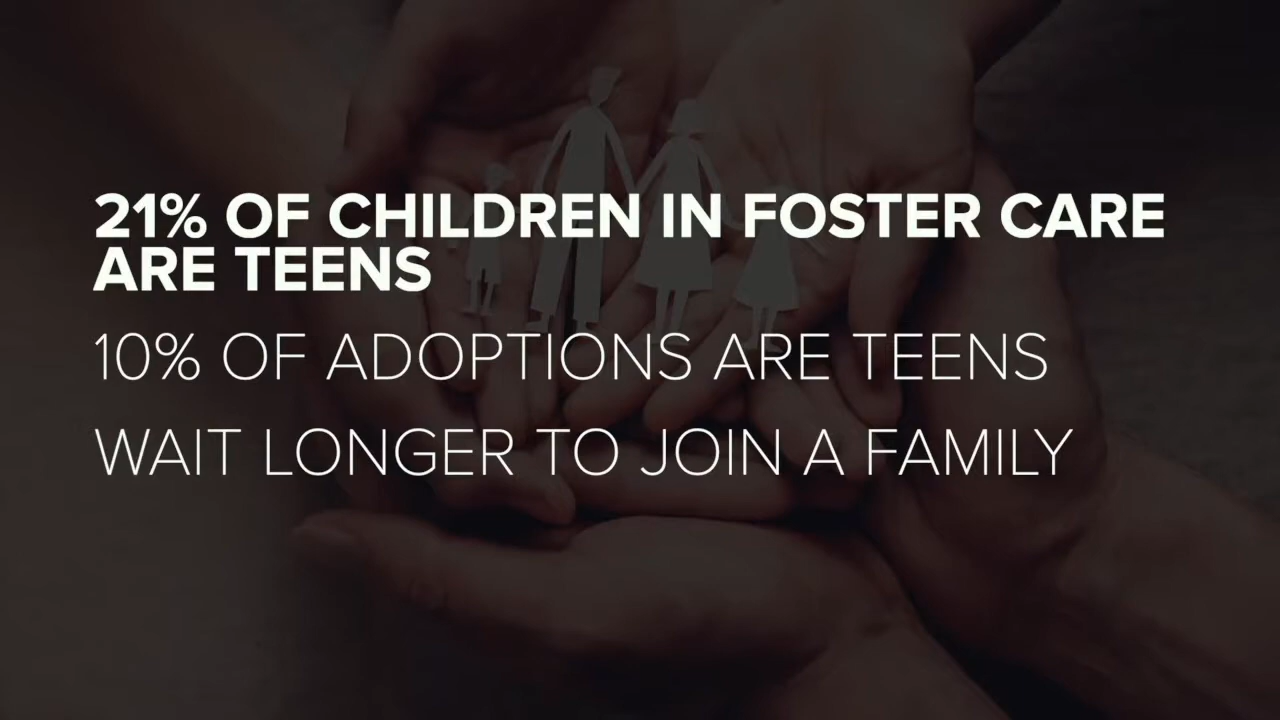 21% OF CHILDREN IN FOSTER CARE
ARE TEENS
10% OF ADOPTIONS ARE TEENS
WAIT LONGER TO JOIN A FAMILY